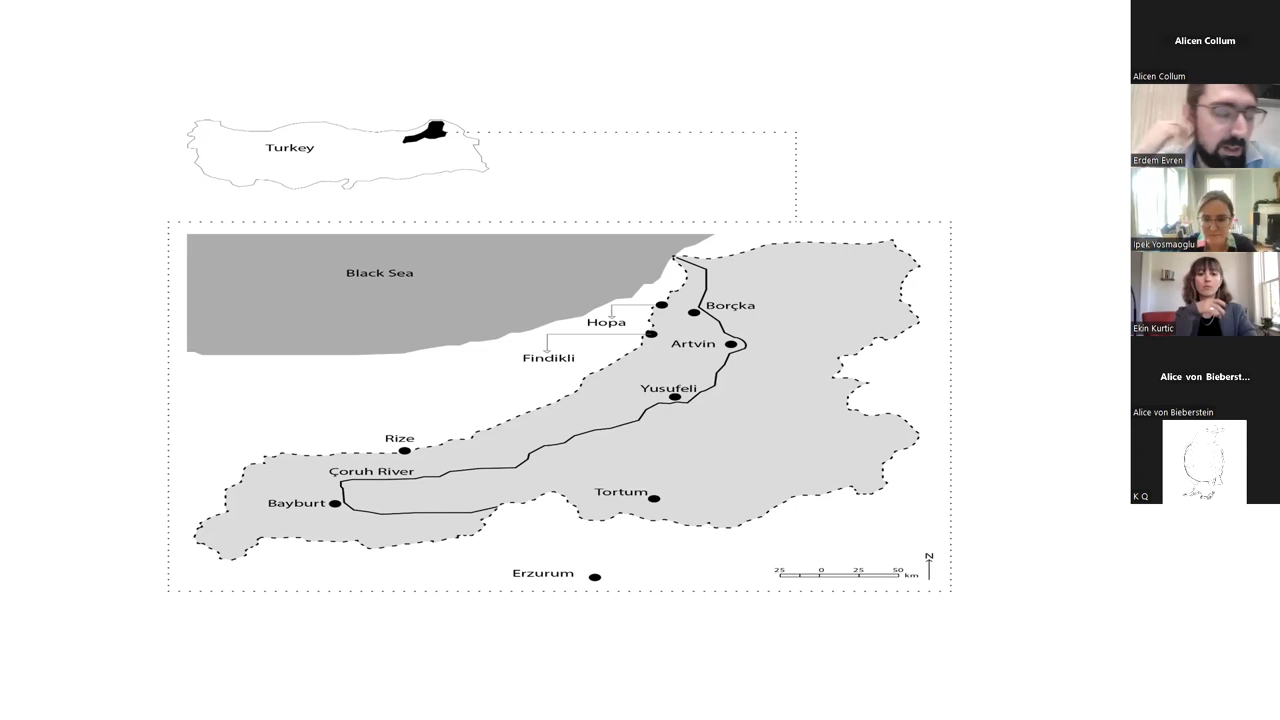 Turkey
Black Sea
Borçka
Hopa
Artvin
Findikli
Yusufeli
Rize
Çoruh River
Tortum
Bayburt
Erzurum
25 0 25 50 km
N
Alicen Collum
Alicen Collum
Erdem Evren
Ipek Yosmaoglu
Ekin Kurtic
Alice von Bieberst...
Alice von Bieberstein
K Q